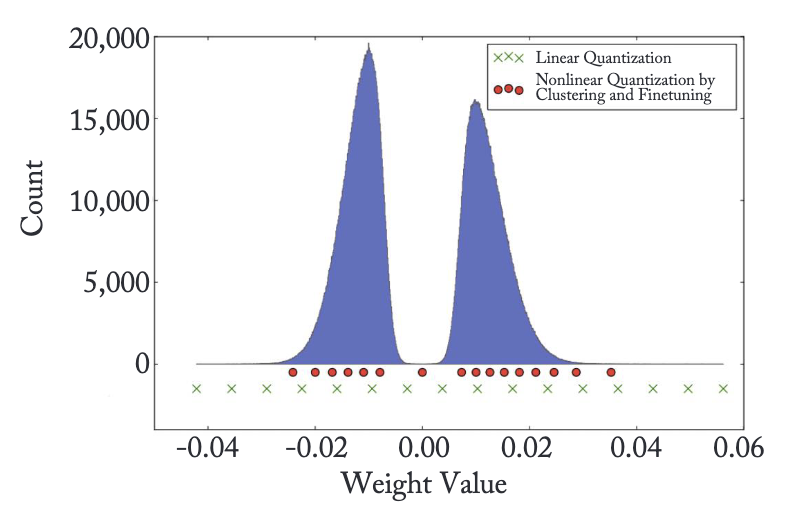 20,000
15,000
10,000
5,000
0
Count
Linear Quantization
Nonlinear Quantization by
Clustering and Finetuning
-0.04 -0.02 0.00 0.02 0.04 0.06
Weight Value